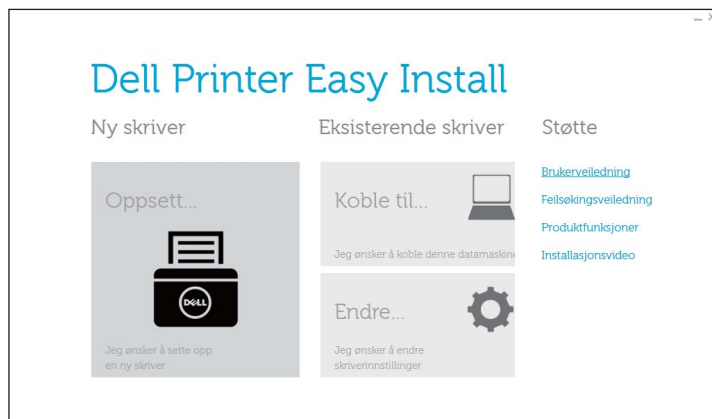 Dell Printer Easy Install
Ny skriver
Oppsett...
DELL
Jeg ønsker å sette opp
en ny skriver
Eksisterende skriver
Koble til...
Jeg ønsker å koble denne datamaskine
Endre...
Jeg ønsker å endre
skriverinnstillinger
Støtte
Brukerveiledning
Feilsøkingsveiledning
Produktfunksjoner
Installasjonsvideo